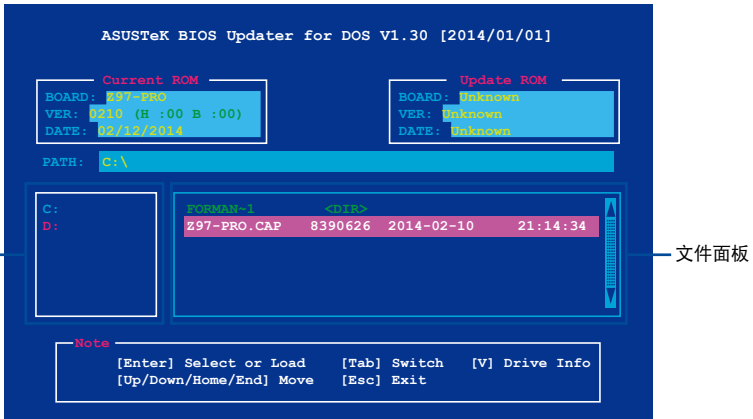 ASUSTeK BIOS Updater for DOS V1.30 [2014/01/01]
Current ROM
BOARD: Z97-PRO
VER: 0210 (H :00 B :00)
DATE: 02/12/2014
Update ROM
BOARD: Unknown
VER: Unknown
DATE: Unknown
PATH: C:\
C:
D:
FORMAN~1 <DIR>
Z97-PRO.CAP 8390626 2014-02-10 21:14:34
文件面板
Note
[Enter] Select or Load [Tab] Switch [V] Drive Info
[Up/Down/Home/End] Move [Esc] Exit